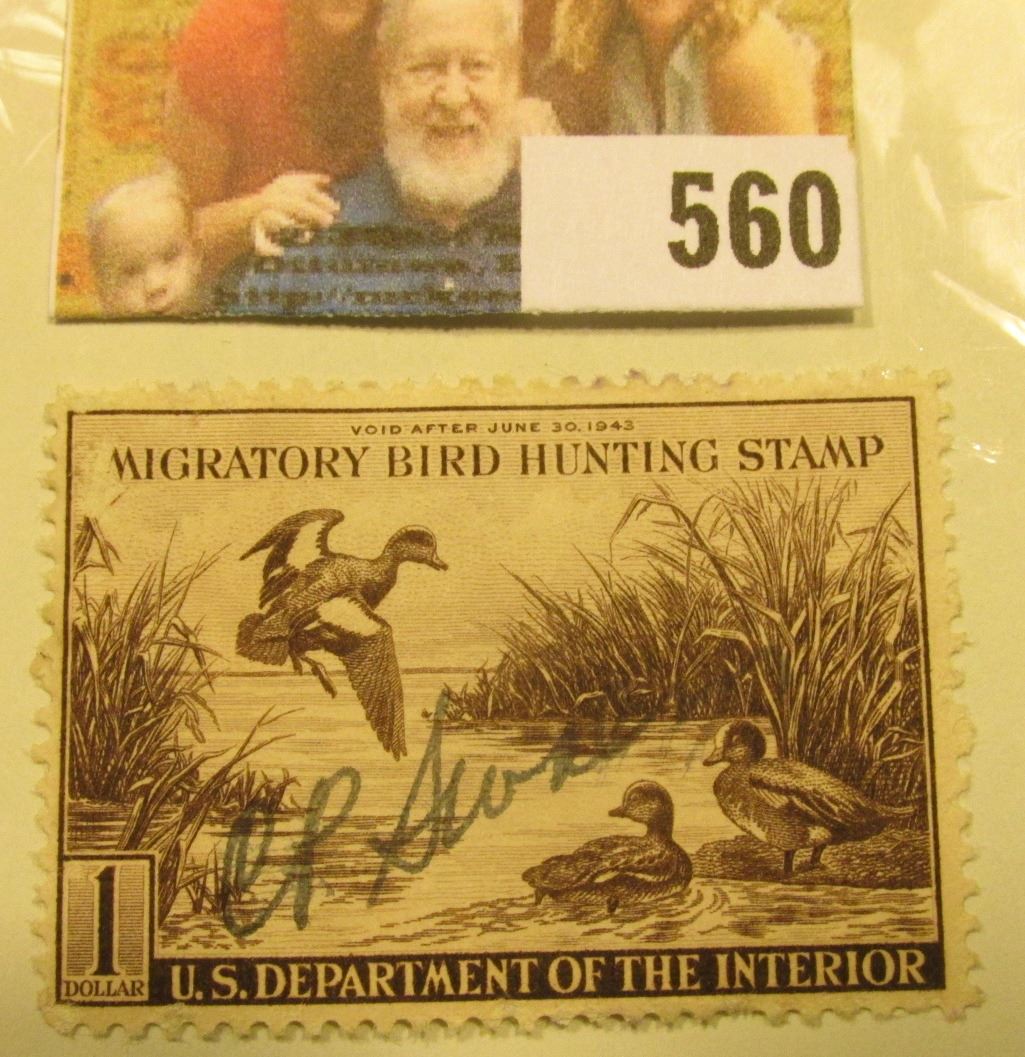 560
VOID AFTER JUNE 30, 1943
MIGRATORY BIRD HUNTING STAMP
1
DOLLAR
U.S. DEPARTMENT OF THE INTERIOR